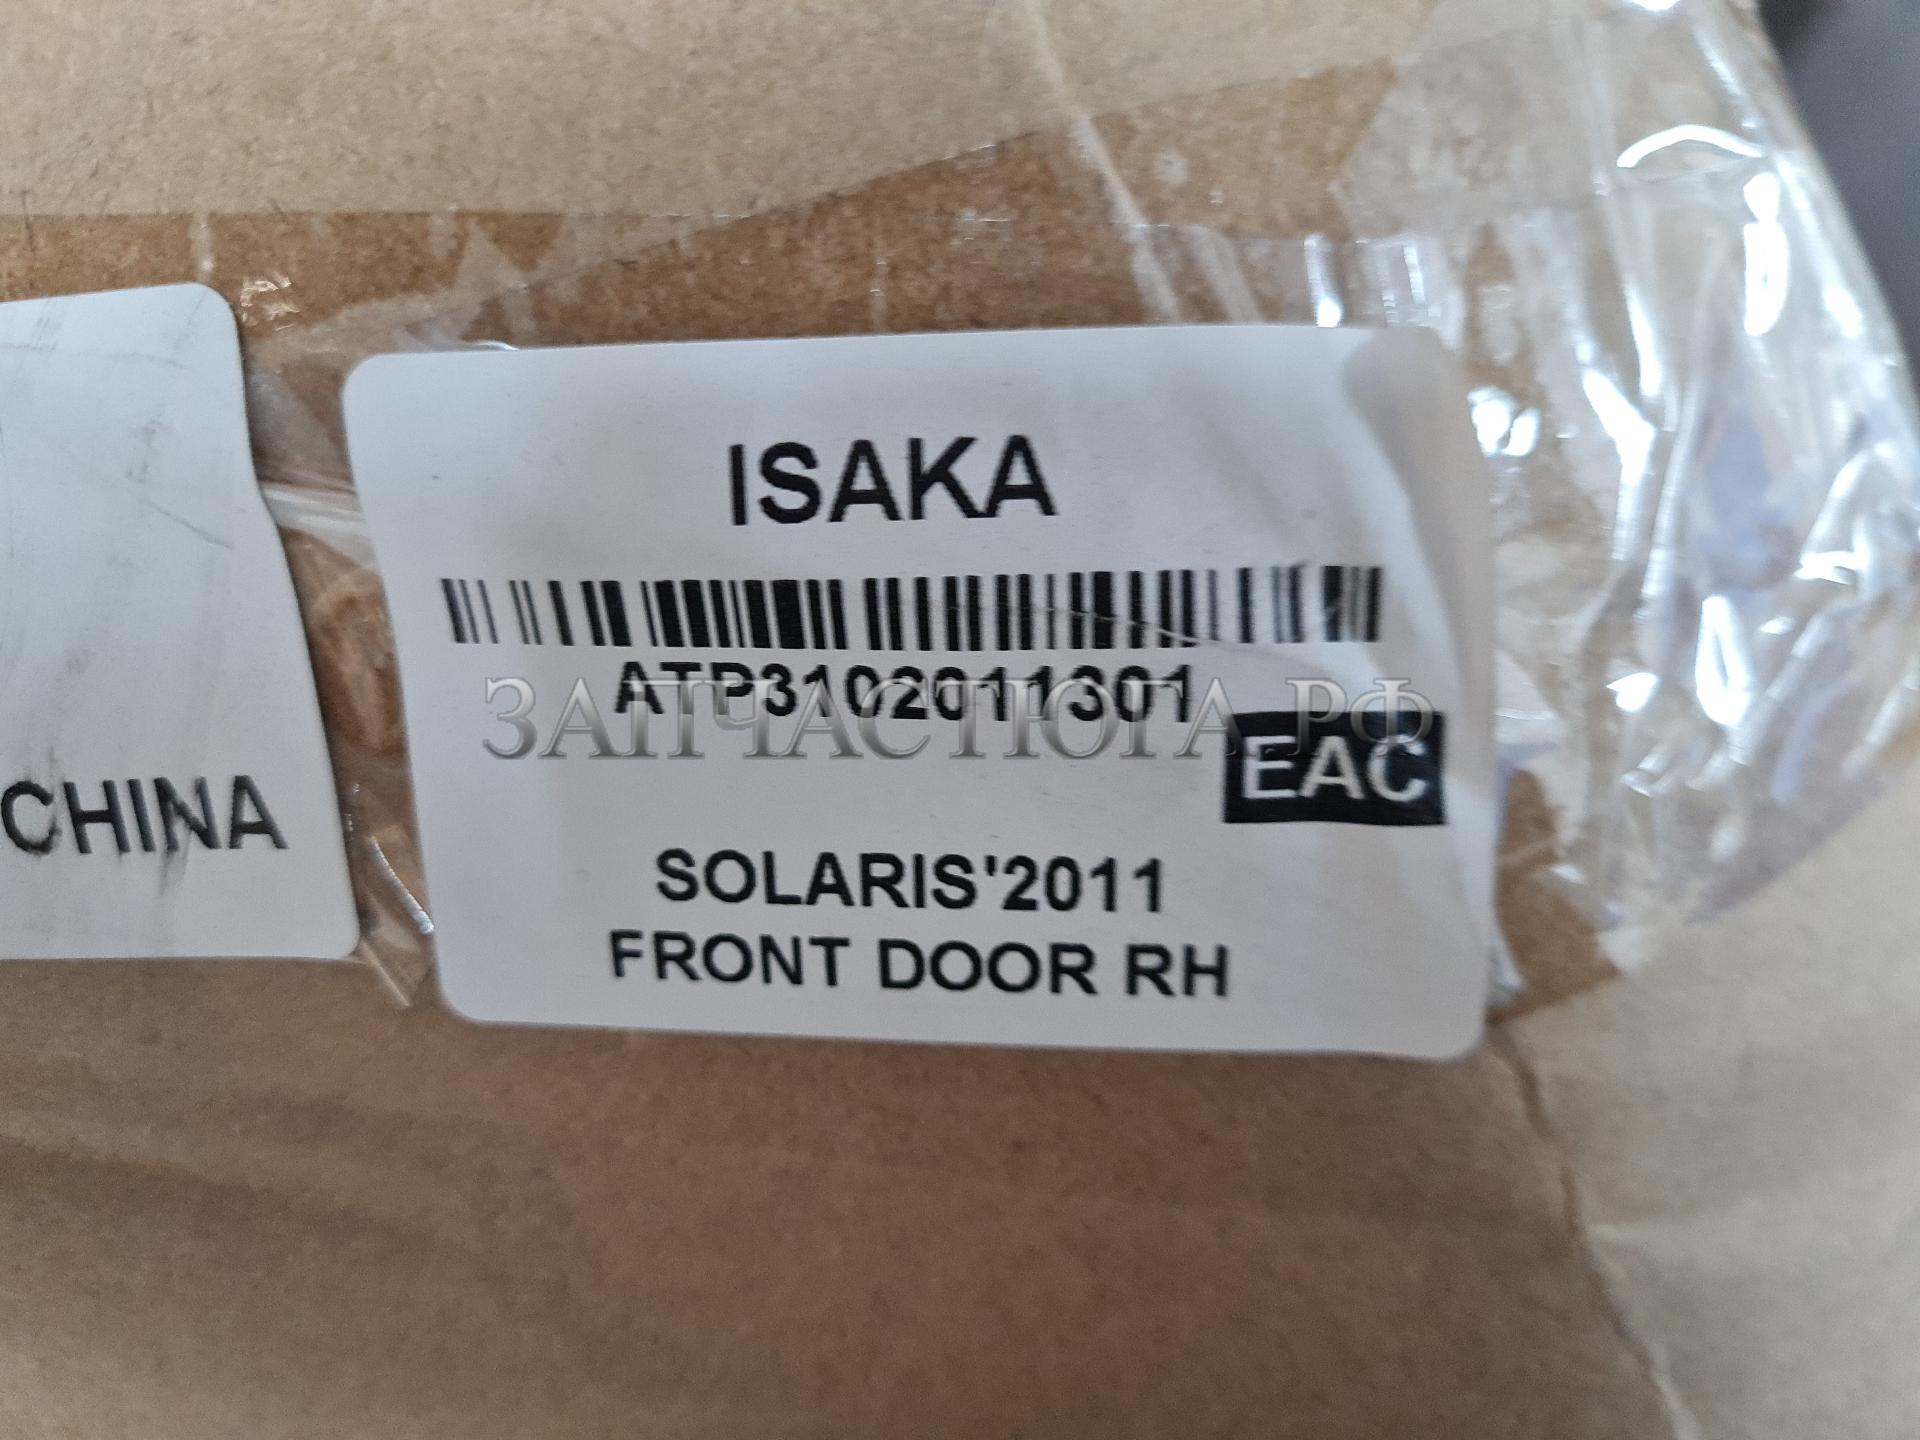 ISAKA
ATP3102011301
ЗАПЧАСТЮГА.РФ
EAC
CHINA
SOLARIS'2011
FRONT DOOR RH